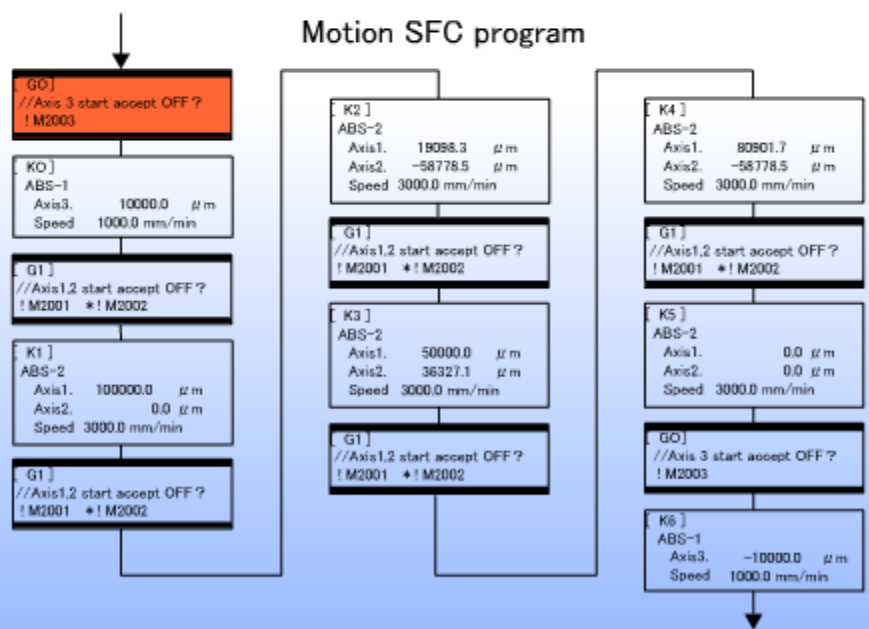 Motion SFC program
[ G0]
//Axis 3 start accept OFF?
! M2003
[ K0]
ABS-1
Axis3. 10000.0 μm
Speed 1000.0 mm/min
[ G1]
//Axis1,2 start accept OFF?
! M2001 *! M2002
[ K1]
ABS-2
Axis1. 100000.0 μm
Axis2. 0.0 μm
Speed 3000.0 mm/min
[ G1]
//Axis1,2 start accept OFF?
! M2001 *! M2002
[ K2]
ABS-2
Axis1. 19098.3 μm
Axis2. -58778.5 μm
Speed 3000.0 mm/min
[ G1]
//Axis1,2 start accept OFF?
! M2001 *! M2002
[ K3]
ABS-2
Axis1. 50000.0 μm
Axis2. 36327.1 μm
Speed 3000.0 mm/min
[ G1]
//Axis1,2 start accept OFF?
! M2001 *! M2002
[ K4]
ABS-2
Axis1. 80901.7 μm
Axis2. -58778.5 μm
Speed 3000.0 mm/min
[ G1]
//Axis1,2 start accept OFF?
! M2001 *! M2002
[ K5]
ABS-2
Axis1. 0.0 μm
Axis2. 0.0 μm
Speed 3000.0 mm/min
[ G0]
//Axis 3 start accept OFF?
! M2003
[ K6]
ABS-1
Axis3. -10000.0 μm
Speed 1000.0 mm/min